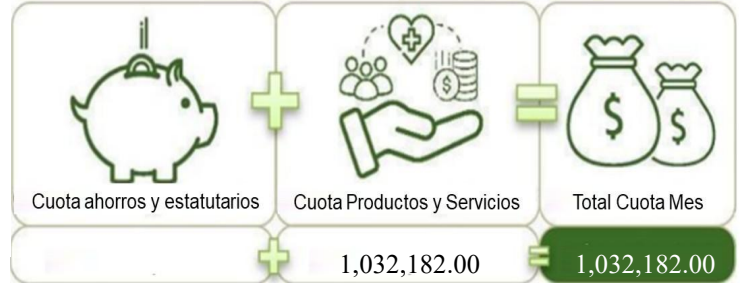 Cuota ahorros y estatutarios Cuota Productos y Servicios Total Cuota Mes
1,032,182.00 1,032,182.00